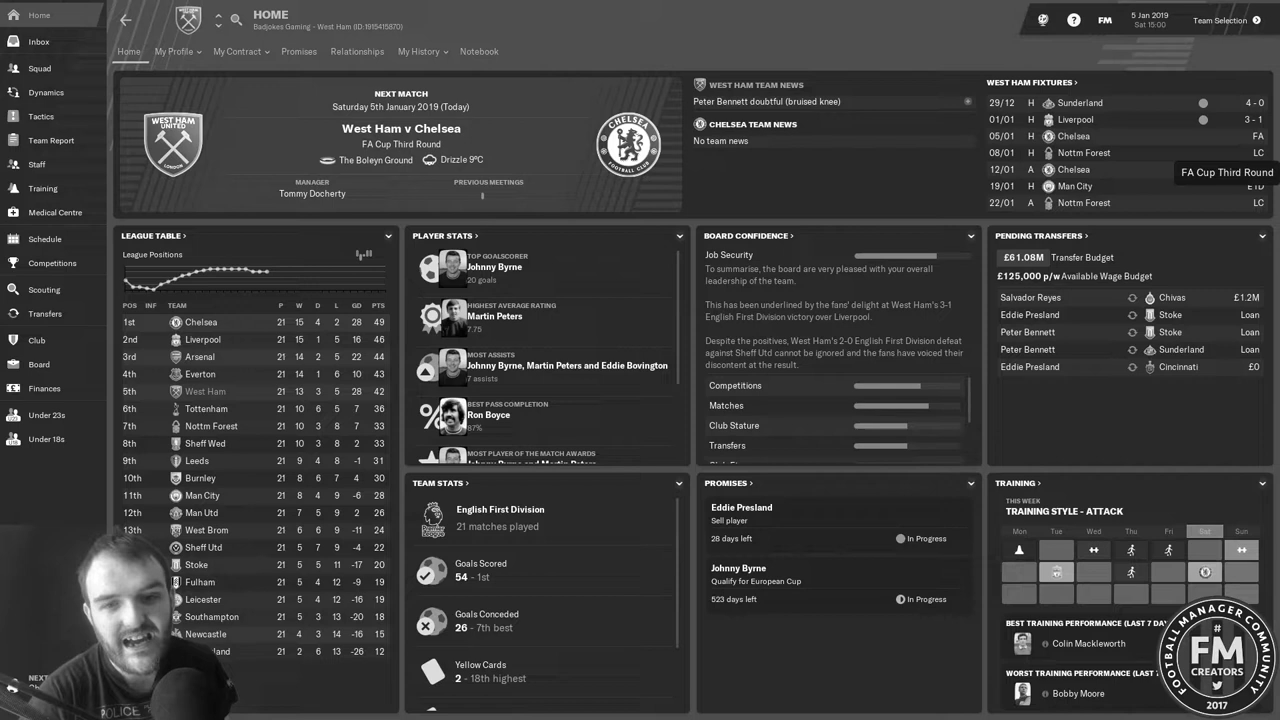 Home
Inbox
Squad
Dynamics
Tactics
Team Report
Staff
Training
Medical Centre
Schedule
Competitions
Scouting
Transfers
Club
Board
Finances
Under 23s
Under 18s
HOME
Badjokes Gaming - West Ham (ID:1915415870)
FM
5 Jan 2019
Sat 15:00
Team Selection
Home
My Profile
My Contract
Promises
Relationships
My History
Notebook
NEXT MATCH
Saturday 5th January 2019 (Today)
West Ham v Chelsea
FA Cup Third Round
The Boleyn Ground
Drizzle 9ºC
MANAGER
Tommy Docherty
PREVIOUS MEETINGS
WEST HAM UNITED
LONDON
CHELSEA
FOOTBALL CLUB
WEST HAM TEAM NEWS
Peter Bennett doubtful (bruised knee)
CHELSEA TEAM NEWS
No team news
WEST HAM FIXTURES >
29/12 H Sunderland 4 - 0
01/01 H Liverpool 3 - 1
05/01 H Chelsea FA
08/01 H Nottm Forest LC
12/01 A Chelsea
FA Cup Third Round
19/01 H Man City
22/01 A Nottm Forest LC
LEAGUE TABLE >
League Positions
POS INF TEAM P W D L GD PTS
1st Chelsea 21 15 4 2 28 49
2nd Liverpool 21 15 1 5 16 46
3rd Arsenal 21 14 2 5 22 44
4th Everton 21 14 1 6 10 43
5th West Ham 21 13 3 5 28 42
6th Tottenham 21 10 6 5 7 36
7th Nottm Forest 21 10 3 8 4 33
8th Sheff Wed 21 10 3 8 2 33
9th Leeds 21 9 4 8 -1 31
10th Burnley 21 8 6 7 4 30
11th Man City 21 8 4 9 -6 28
12th Man Utd 21 5 7 9 2 26
13th West Brom 21 6 6 9 -11 24
Sheff Utd 21 5 7 9 -4 22
Stoke 21 5 5 11 -17 20
Fulham 21 5 4 12 -9 19
Leicester 21 5 4 12 -16 19
Southampton 21 5 3 13 -20 18
Newcastle 21 4 3 14 -16 15
21 2 6 13 -26 12
PLAYER STATS >
TOP GOALSCORER
Johnny Byrne
20 goals
HIGHEST AVERAGE RATING
Martin Peters
7.75
MOST ASSISTS
Johnny Byrne, Martin Peters and Eddie Bovington
7 assists
BEST PASS COMPLETION
Ron Boyce
87%
MOST PLAYER OF THE MATCH AWARDS
Johnny Byrne and Martin Peters
BOARD CONFIDENCE >
Job Security
To summarise, the board are very pleased with your overall
leadership of the team.
This has been underlined by the fans' delight at West Ham's 3-1
English First Division victory over Liverpool.
Despite the positives, West Ham's 2-0 English First Division defeat
against Sheff Utd cannot be ignored and the fans have voiced their
discontent at the result.
Competitions
Matches
Club Stature
Transfers
PENDING TRANSFERS >
£61.08M Transfer Budget
£125,000 p/w Available Wage Budget
Salvador Reyes Chivas £1.2M
Eddie Presland Stoke Loan
Peter Bennett Stoke Loan
Peter Bennett Sunderland Loan
Eddie Presland Cincinnati £0
TEAM STATS >
English First Division
21 matches played
Goals Scored
54 - 1st
Goals Conceded
26 - 7th best
Yellow Cards
2 - 18th highest
PROMISES >
Eddie Presland
Sell player
28 days left
In Progress
Johnny Byrne
Qualify for European Cup
523 days left
In Progress
TRAINING >
THIS WEEK
TRAINING STYLE - ATTACK
Mon Tue Wed Thu Fri Sat Sun
BEST TRAINING PERFORMANCE (LAST 7
Colin Mackleworth
WORST TRAINING PERFORMANCE (LAST 7
Bobby Moore
FOOTBALL MANAGER COMMUNITY
#
FM
CREATORS
2017
POLICE